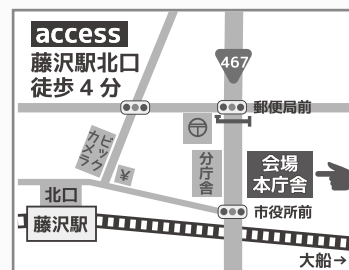 access
藤沢駅北口
徒歩 4 分
467
郵便局前
〒
ビック
カメラ
¥
分庁舎
会場
本庁舎
北口
藤沢駅
市役所前
大船→